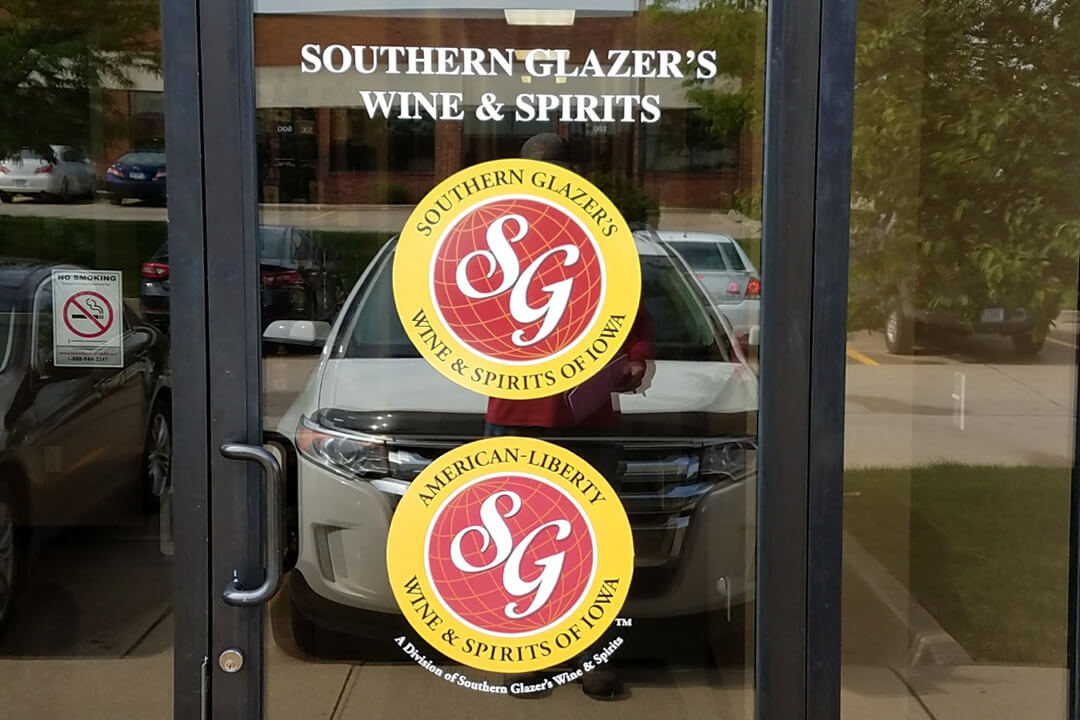 SOUTHERN GLAZER'S
WINE & SPIRITS
SOUTHERN GLAZER'S
SG
WINE & SPIRITS OF IOWA
AMERICAN-LIBERTY
SG
WINE & SPIRITS OF IOWA
™
A Division of Southern Glazer's Wine & Spirits
NO SMOKING
500